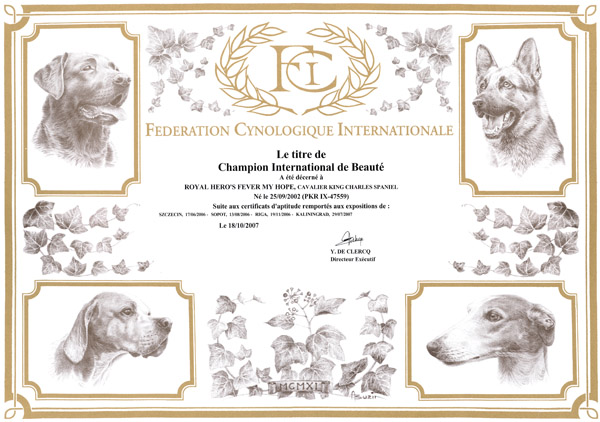 FCI
FEDERATION CYNOLOGIQUE INTERNATIONALE
Le titre de
Champion International de Beauté
A été décerné à
ROYAL HERO'S FEVER MY HOPE, CAVALIER KING CHARLES SPANIEL
Né le 25/09/2002 (PKR IX-47559)
Suite aux certificats d'aptitude remportés aux expositions de :
SZCZECIN, 17/06/2006 - SOPOT, 13/08/2006 - RIGA, 19/11/2006 - KALININGRAD, 29/07/2007
Le 18/10/2007
Y. DE CLERCQ
Directeur Exécutif
MCMXI